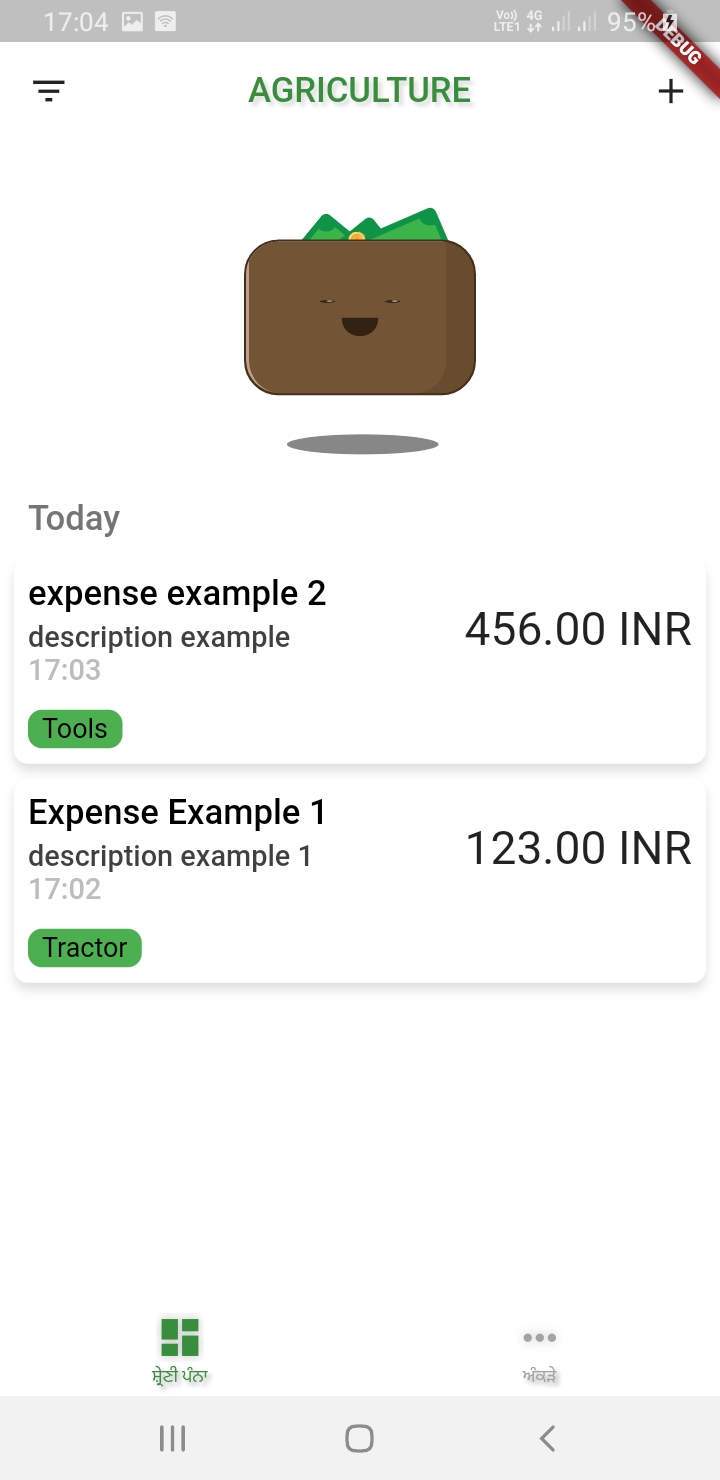 17:04 Vo)) LTE1 4G 95%
DEBUG
AGRICULTURE
Today
expense example 2
456.00 INR
description example
17:03
Tools
Expense Example 1
123.00 INR
description example 1
17:02
Tractor
ਸ਼੍ਰੇਣੀ ਪੰਨਾ
ਅੰਕੜੇ